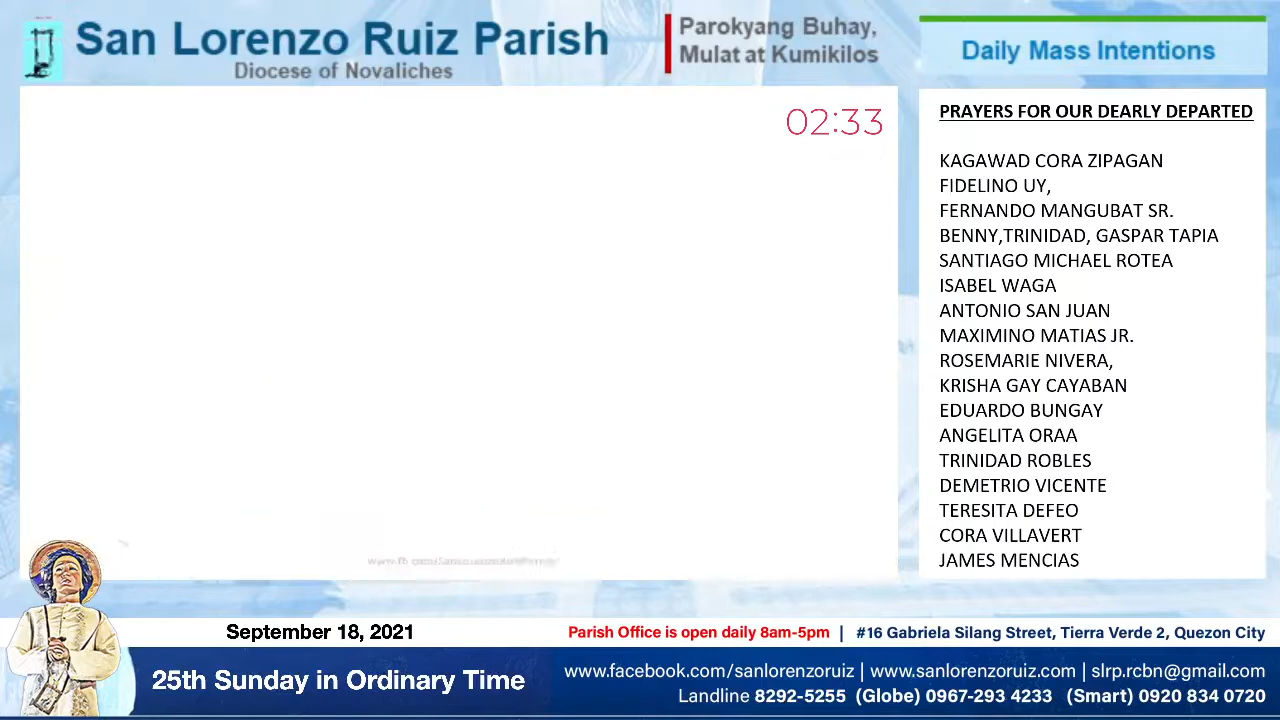 San Lorenzo Ruiz Parish
Diocese of Novaliches
Parokyang Buhay,
Mulat at Kumikilos
Daily Mass Intentions
02:33
PRAYERS FOR OUR DEARLY DEPARTED
KAGAWAD CORA ZIPAGAN
FIDELINO UY,
FERNANDO MANGUBAT SR.
BENNY,TRINIDAD, GASPAR TAPIA
SANTIAGO MICHAEL ROTEA
ISABEL WAGA
ANTONIO SAN JUAN
MAXIMINO MATIAS JR.
ROSEMARIE NIVERA,
KRISHA GAY CAYABAN
EDUARDO BUNGAY
ANGELITA ORAA
TRINIDAD ROBLES
DEMETRIO VICENTE
TERESITA DEFEO
CORA VILLAVERT
JAMES MENCIAS
September 18, 2021
Parish Office is open daily 8am-5pm | #16 Gabriela Silang Street, Tierra Verde 2, Quezon City
25th Sunday in Ordinary Time
www.facebook.com/sanlorenzoruiz | www.sanlorenzoruiz.com | slrp.rcbn@gmail.com
Landline 8292-5255 (Globe) 0967-293 4233 (Smart) 0920 834 0720